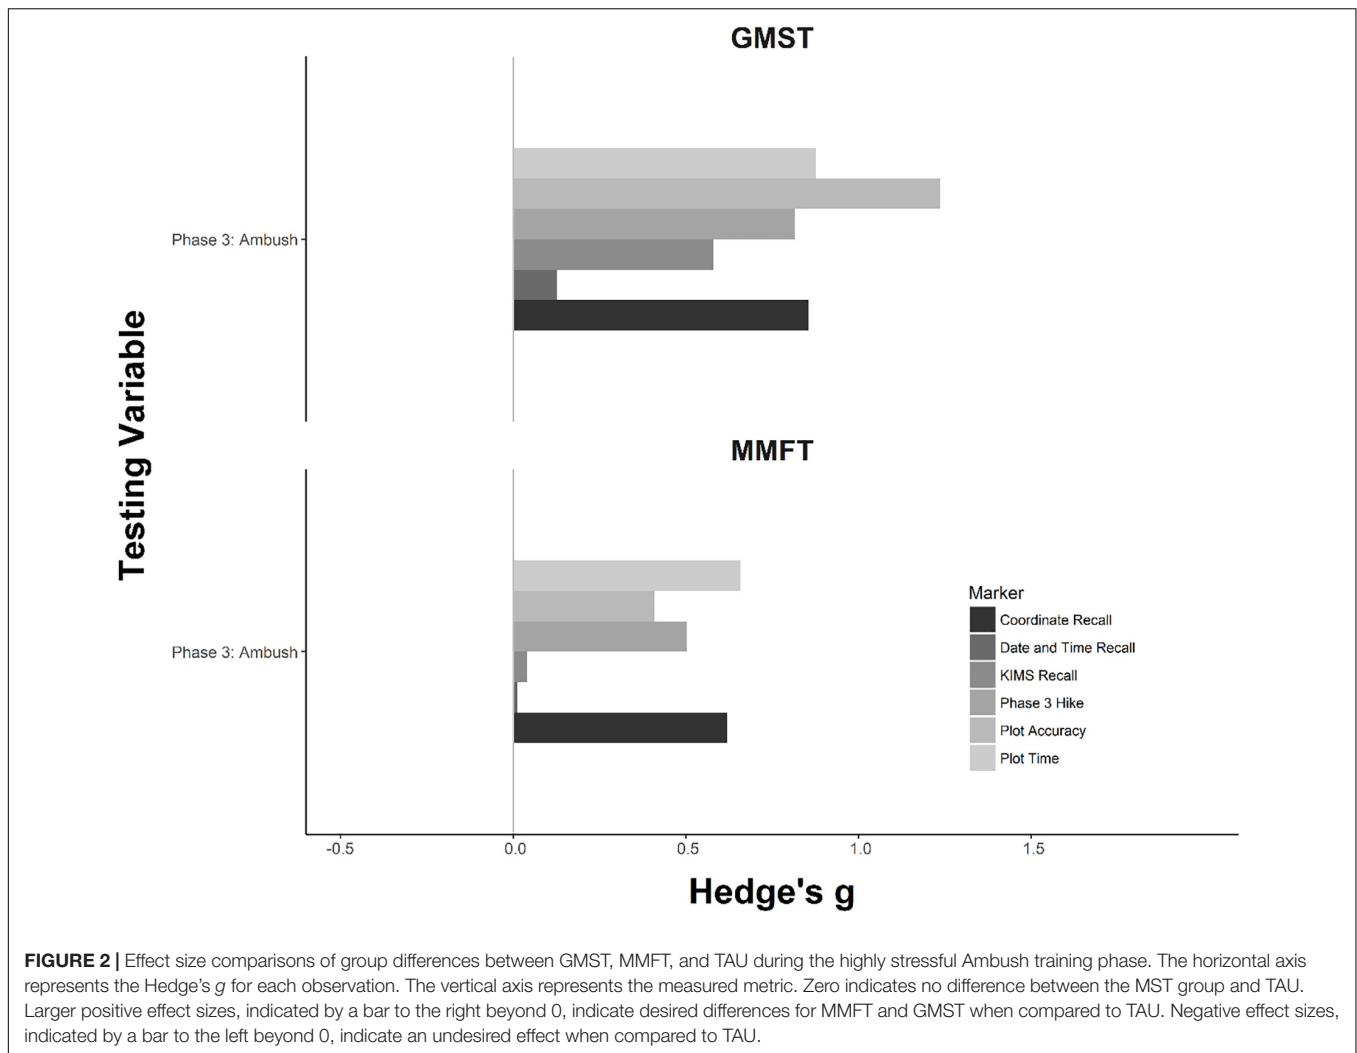 GMST
Phase 3: Ambush
Testing Variable
MMFT
Phase 3: Ambush
Marker
Coordinate Recall
Date and Time Recall
KIMS Recall
Phase 3 Hike
Plot Accuracy
Plot Time
-0.5 0.0 0.5 1.0 1.5
Hedge's g
FIGURE 2 | Effect size comparisons of group differences between GMST, MMFT, and TAU during the highly stressful Ambush training phase. The horizontal axis
represents the Hedge's g for each observation. The vertical axis represents the measured metric. Zero indicates no difference between the MST group and TAU.
Larger positive effect sizes, indicated by a bar to the right beyond 0, indicate desired differences for MMFT and GMST when compared to TAU. Negative effect sizes,
indicated by a bar to the left beyond 0, indicate an undesired effect when compared to TAU.